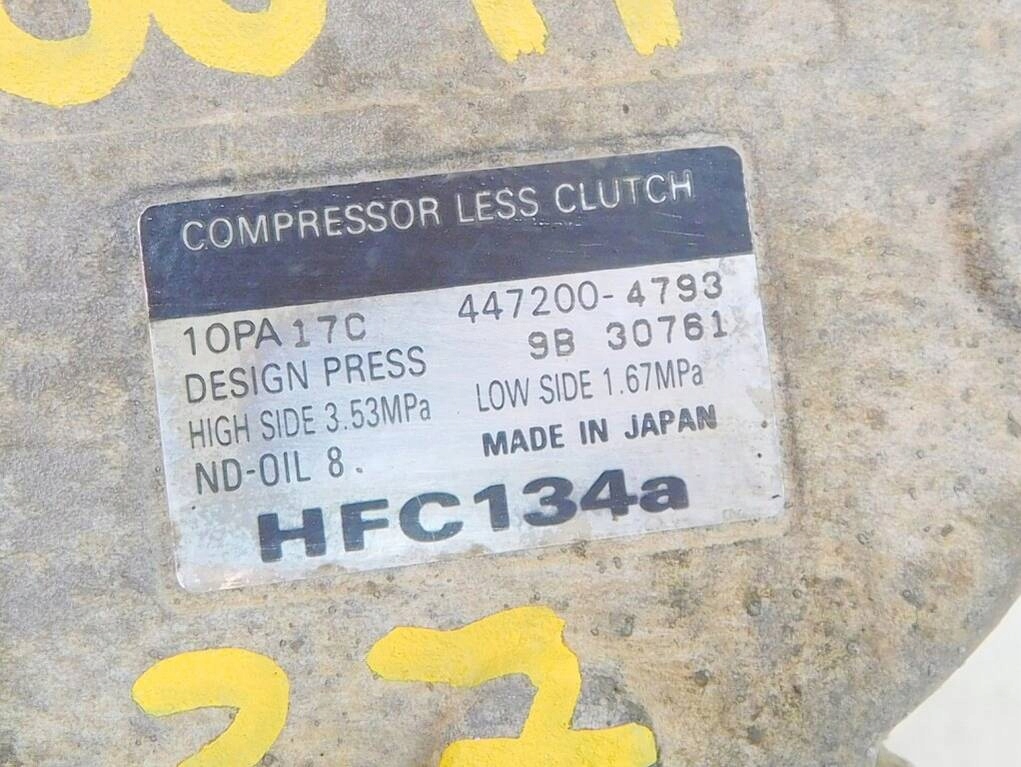 COMPRESSOR LESS CLUTCH
10PA17C 447200-4793
9B 30761
DESIGN PRESS
HIGH SIDE 3.53MPa LOW SIDE 1.67MPa
ND-OIL 8. MADE IN JAPAN
HFC134a